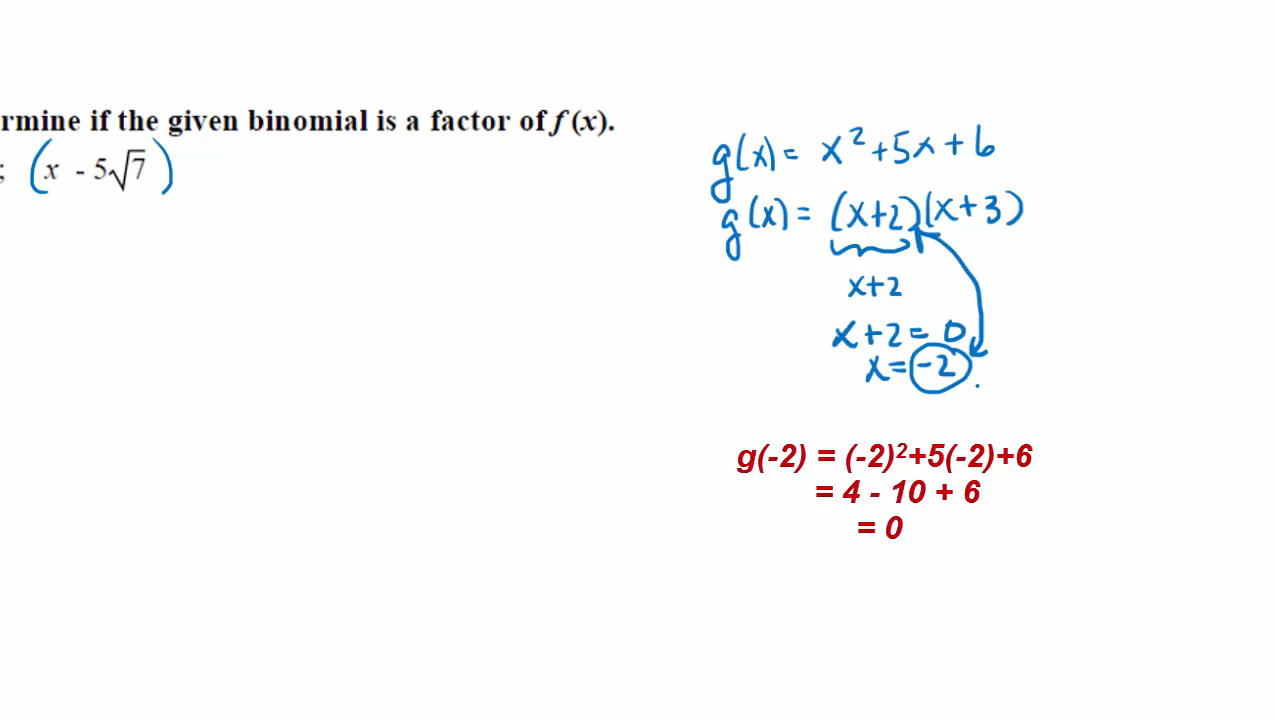 rmine if the given binomial is a factor of f (x).
; (x - 5√7)
g(x) = x²+5x+6
g(x) = (x+2)(x+3)
x+2
x+2 = 0
x = -2
g(-2) = (-2)²+5(-2)+6
= 4 - 10 + 6
= 0